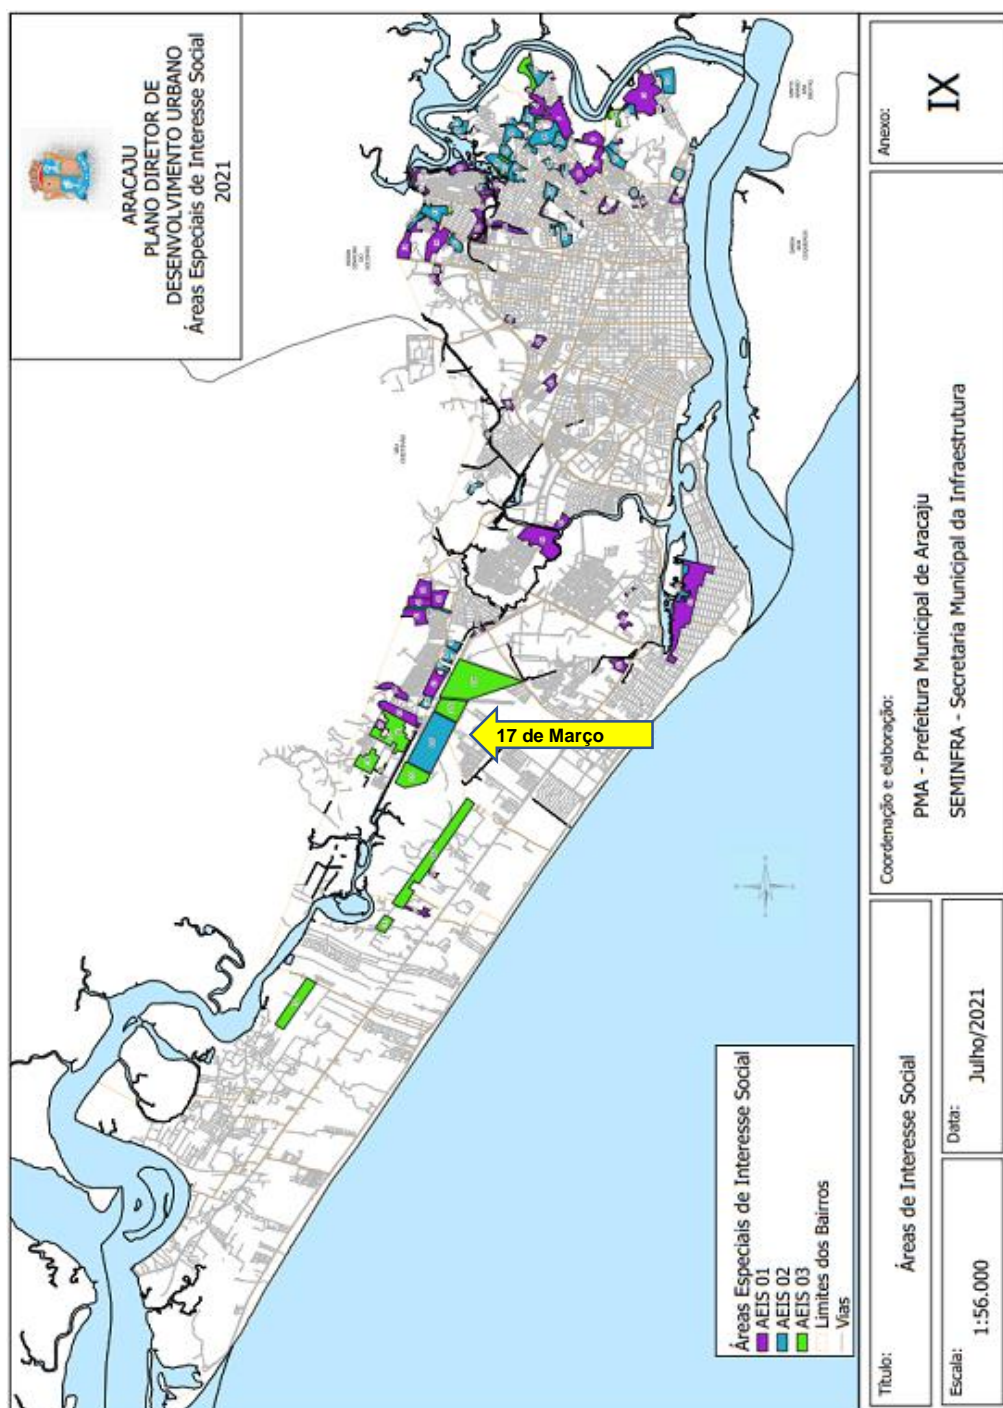 ARACAJU
PLANO DIRETOR DE
DESENVOLVIMENTO URBANO
Áreas Especiais de Interesse Social
2021
17 de Março
Áreas Especiais de Interesse Social
AEIS 01
AEIS 02
AEIS 03
Limites dos Bairros
Vias
Título:
Áreas de Interesse Social
Escala:
1:56.000
Data:
Julho/2021
Coordenação e elaboração:
PMA - Prefeitura Municipal de Aracaju
SEMINFRA - Secretaria Municipal da Infraestrutura
Anexo:
IX